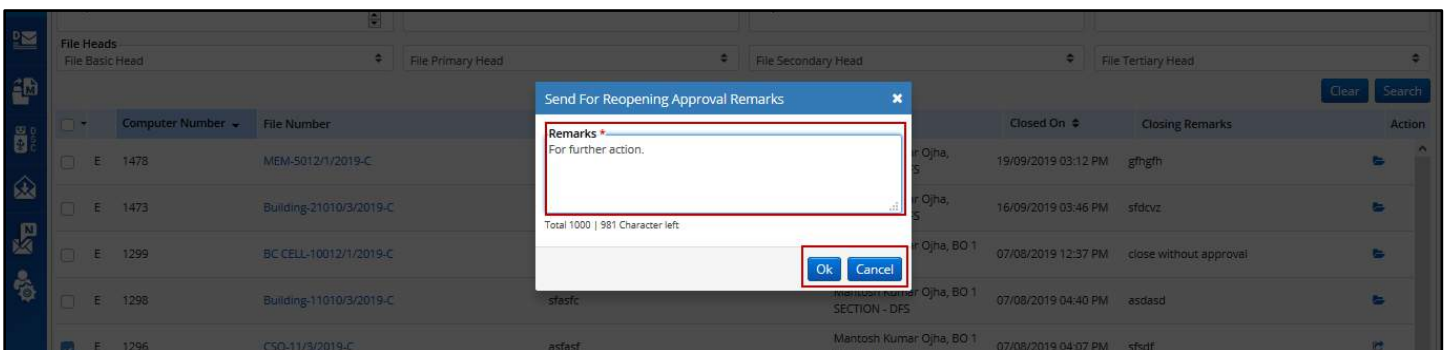 File Heads
File Basic Head File Primary Head File Secondary Head File Tertiary Head
Clear Search
Send For Reopening Approval Remarks
Remarks *
For further action.
Total 1000 | 981 Character left
Ok Cancel
Computer Number File Number Closed On Closing Remarks Action
E 1478 MEM-5012/1/2019-C Ojha, 19/09/2019 03:12 PM gfhgfh
E 1473 Building-21010/3/2019-C Ojha, 16/09/2019 03:46 PM sfdcvz
E 1299 BC CELL-10012/1/2019-C Ojha, BO 1 07/08/2019 12:37 PM close without approval
E 1298 Building-11010/3/2019-C sfasfc Mantosh Kumar Ojha, BO 1 07/08/2019 04:40 PM asdasd
SECTION - DFS
E 1296 CSO-11/3/2019-C asfasf Mantosh Kumar Ojha, BO 1 07/08/2019 04:07 PM sfsdf